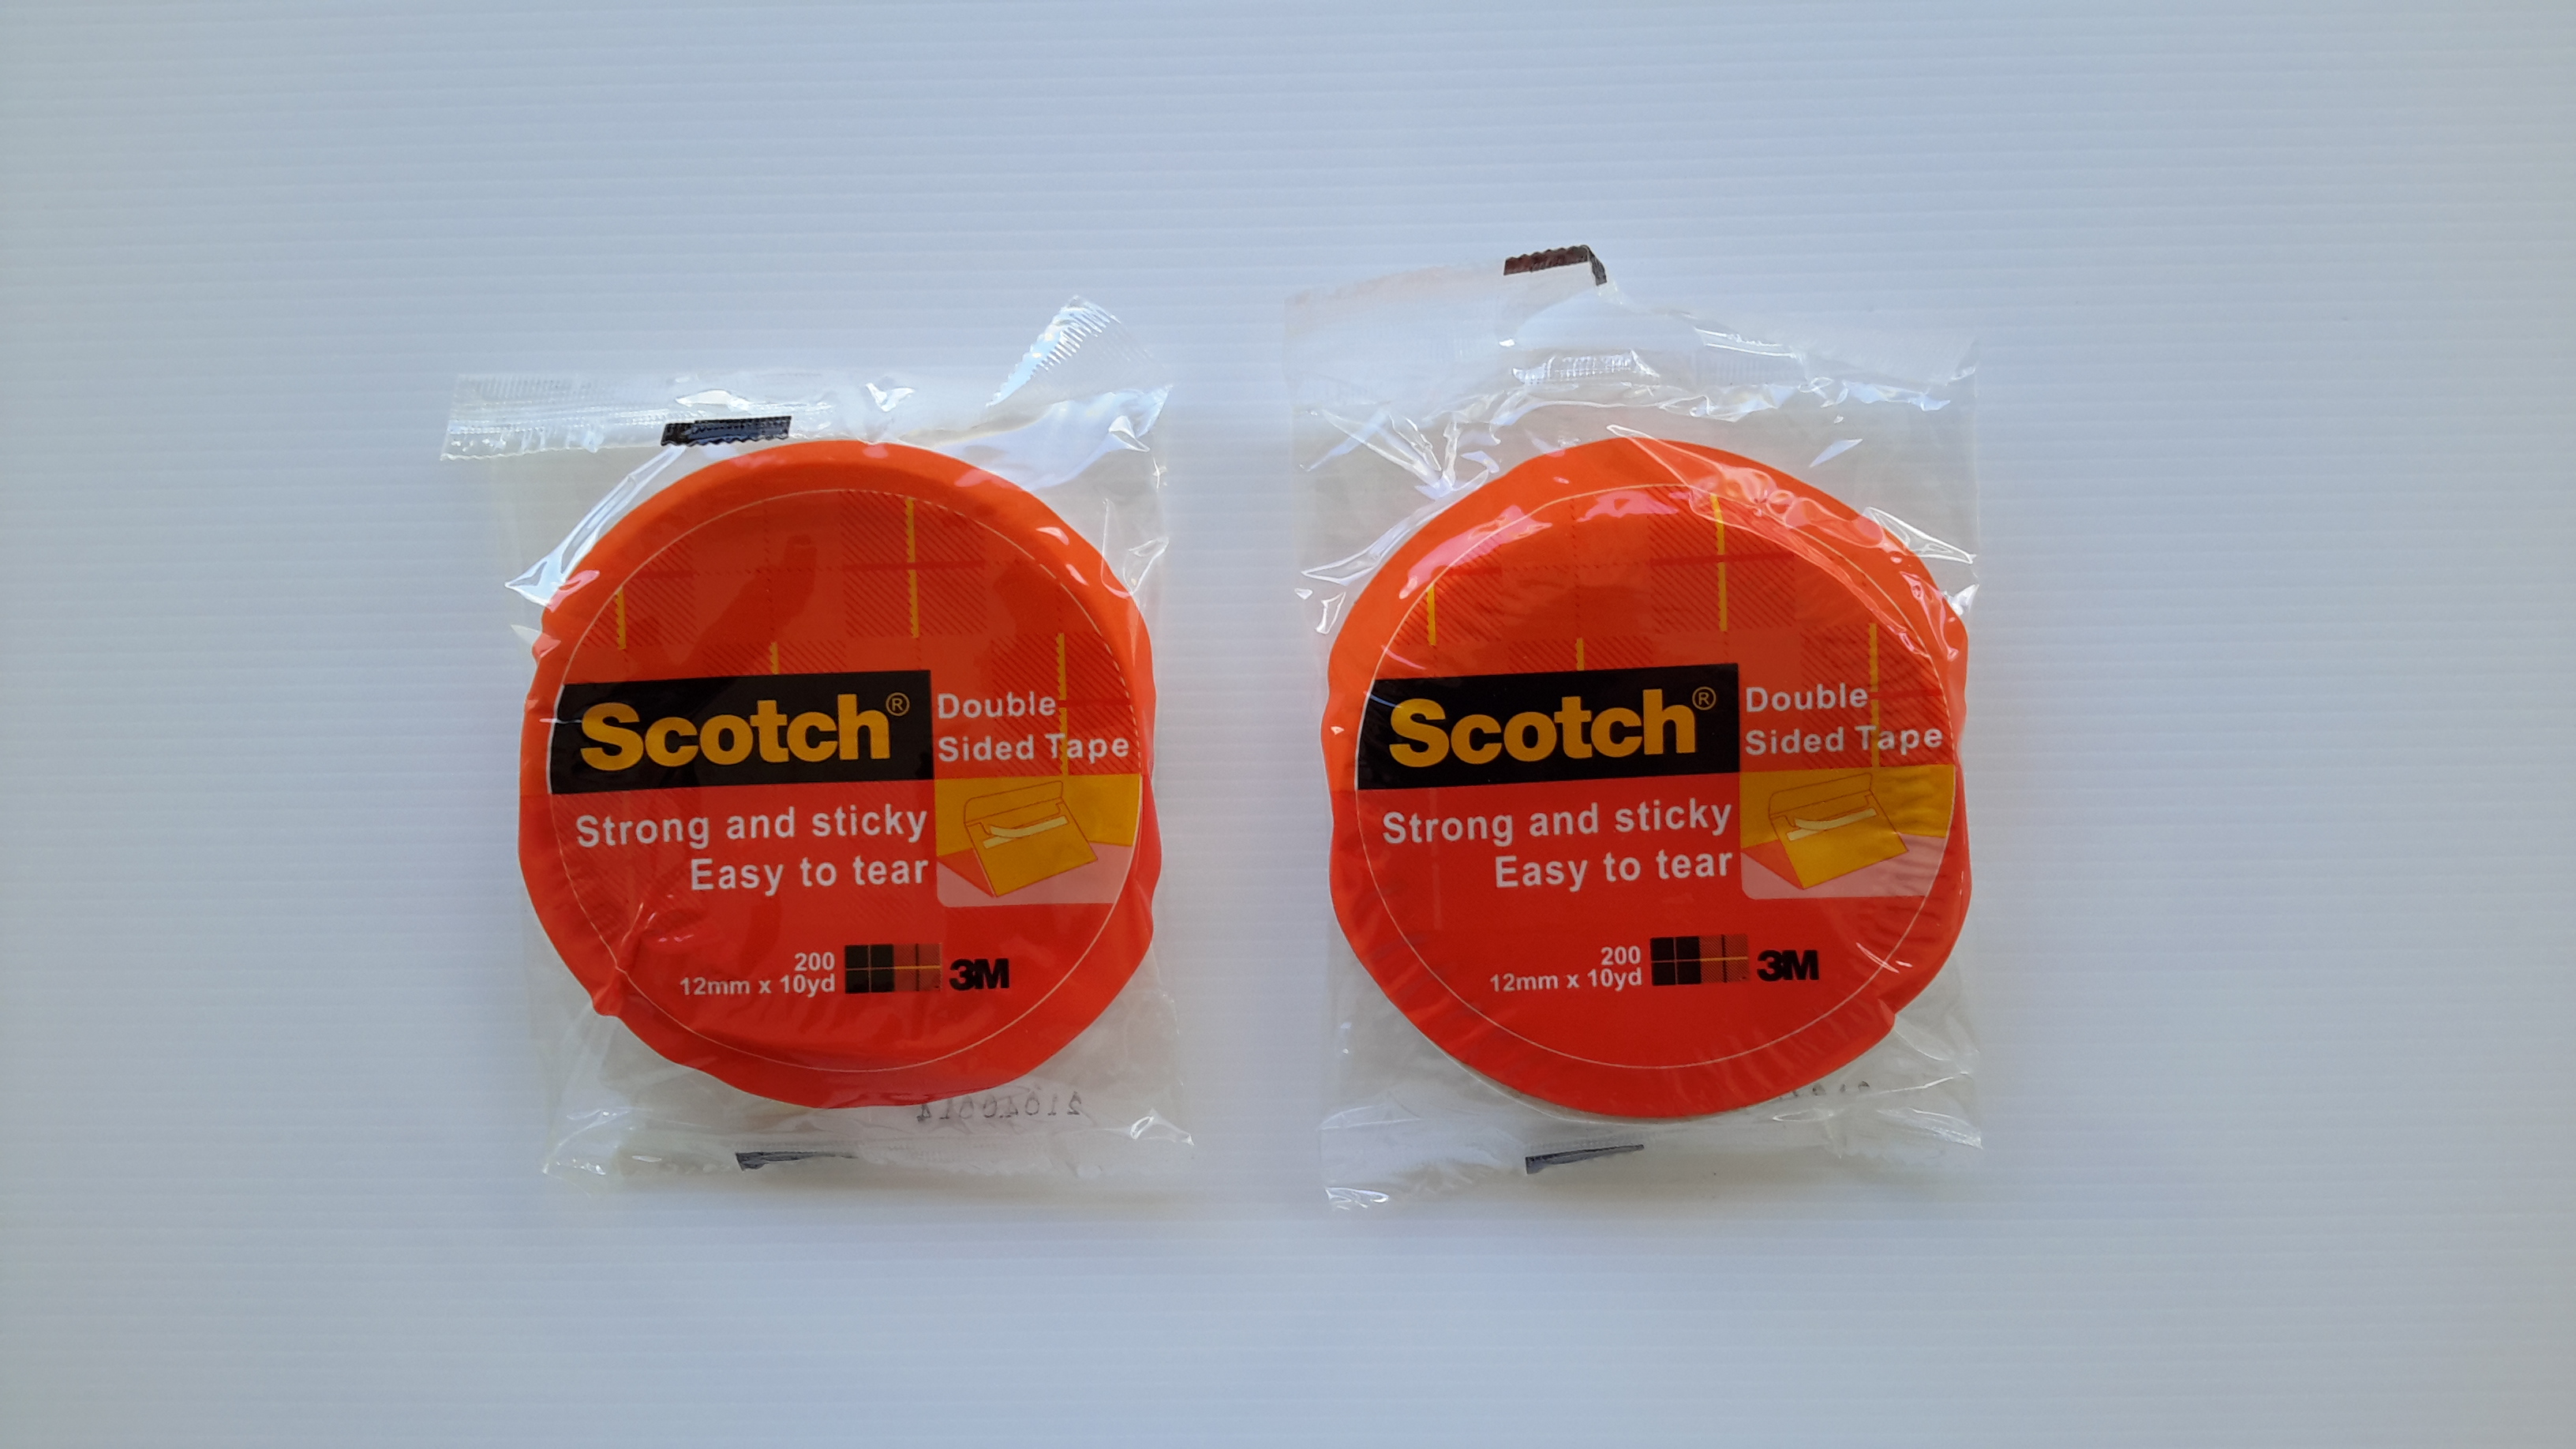 Scotch®
Double
Sided Tape
Strong and sticky
Easy to tear
200
12mm x 10yd
3M
Scotch®
Double
Sided Tape
Strong and sticky
Easy to tear
200
12mm x 10yd
3M